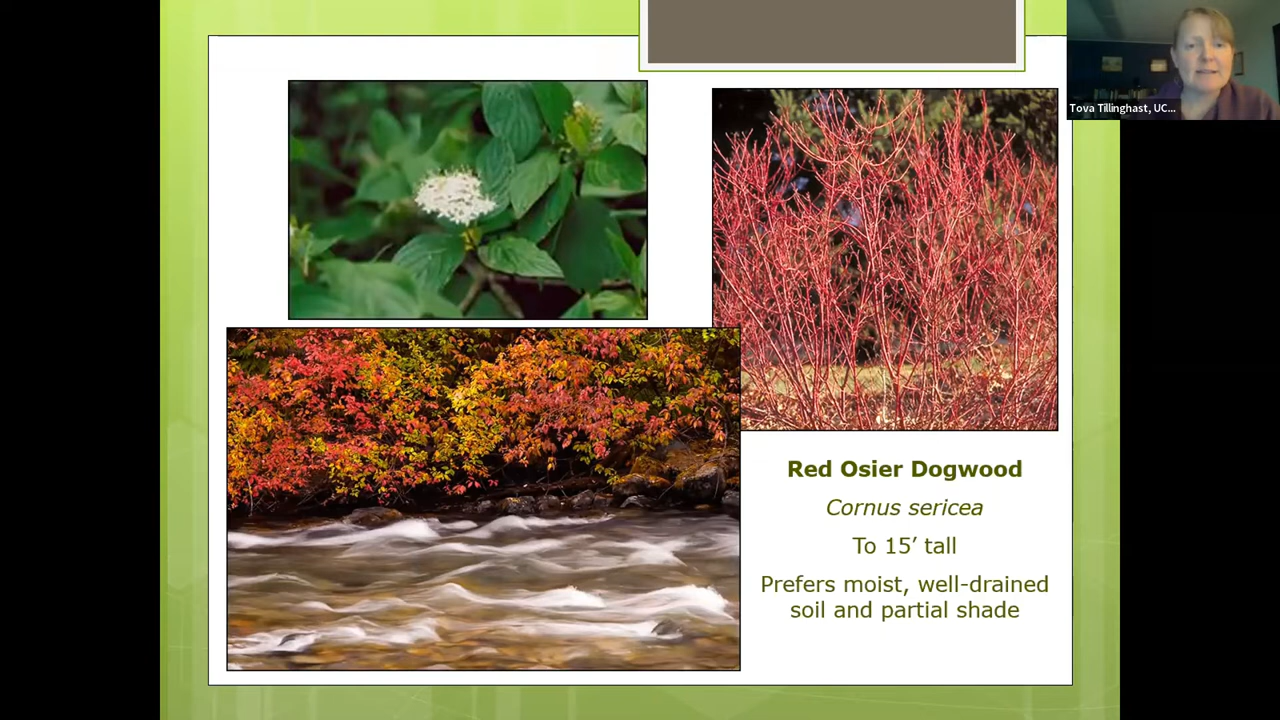 Tova Tillinghast, UC...
Red Osier Dogwood
Cornus sericea
To 15′ tall
Prefers moist, well-drained
soil and partial shade